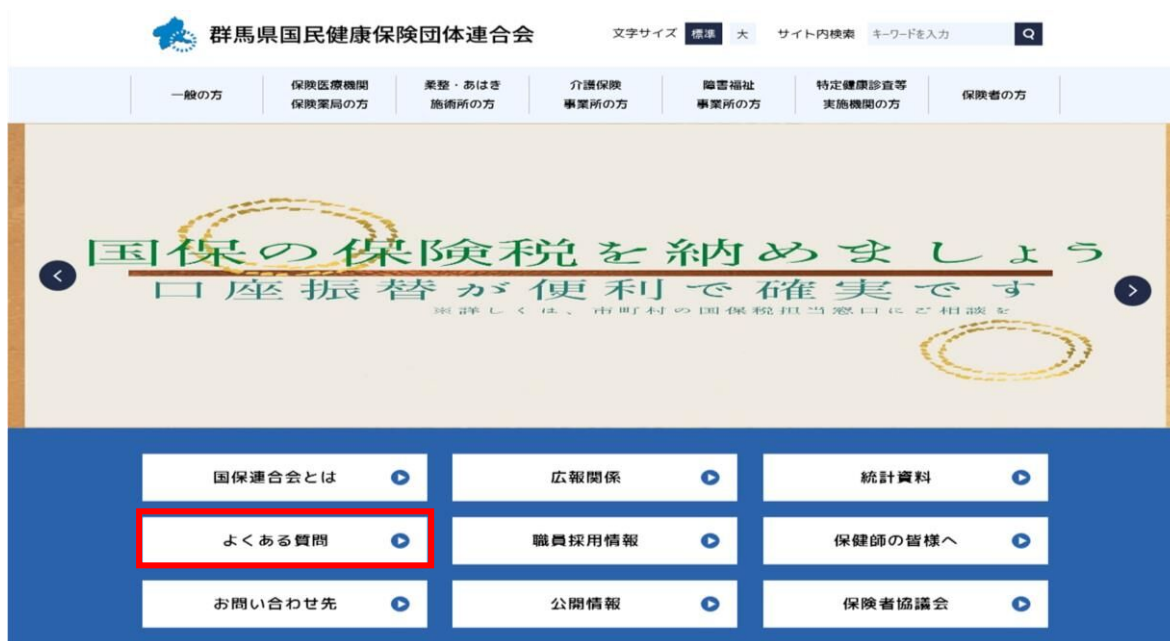 群馬県国民健康保険団体連合会
文字サイズ 標準 大 サイト内検索 キーワードを入力
一般の方
保険医療機関
保険薬局の方
柔整・あはき
施術所の方
介護保険
事業所の方
障害福祉
事業所の方
特定健康診査等
実施機関の方
保険者の方
国保の保険税を納めましょう
口座振替が便利で確実です
※詳しくは、市町村の国保税担当窓口にご相談を
国保連合会とは
広報関係
統計資料
よくある質問
職員採用情報
保健師の皆様へ
お問い合わせ先
公開情報
保険者協議会